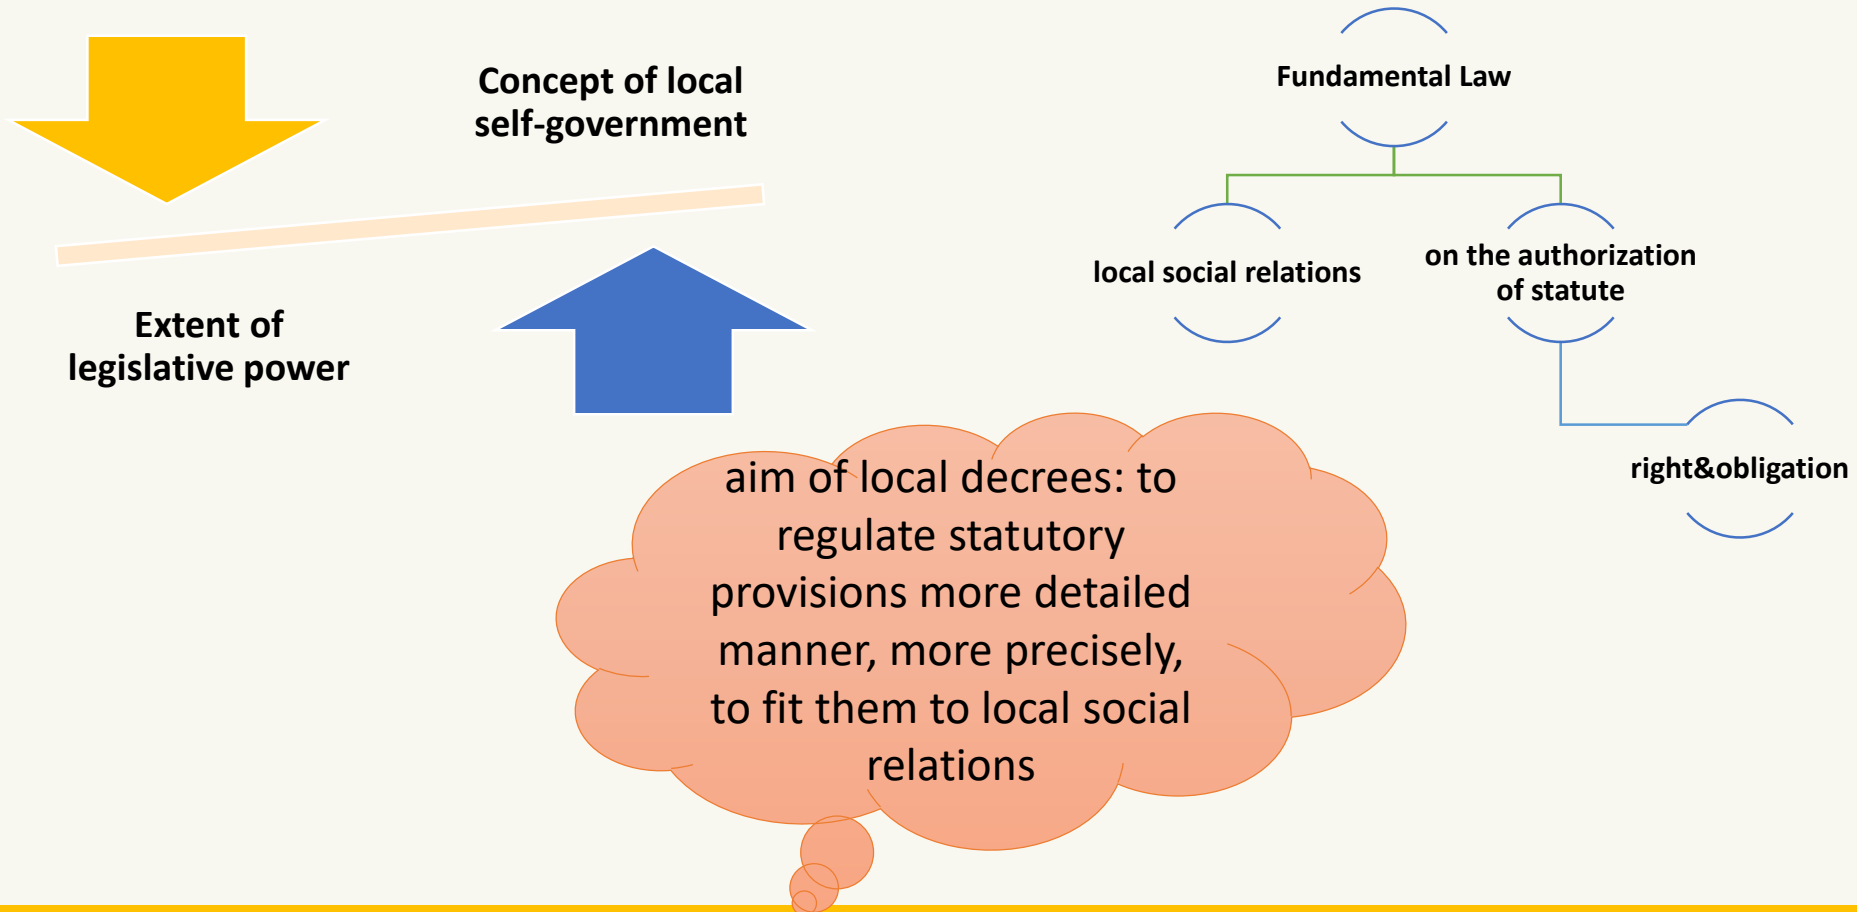 Concept of local
self-government
Extent of
legislative power
Fundamental Law
local social relations
on the authorization
of statute
right&obligation
aim of local decrees: to
regulate statutory
provisions more detailed
manner, more precisely,
to fit them to local social
relations